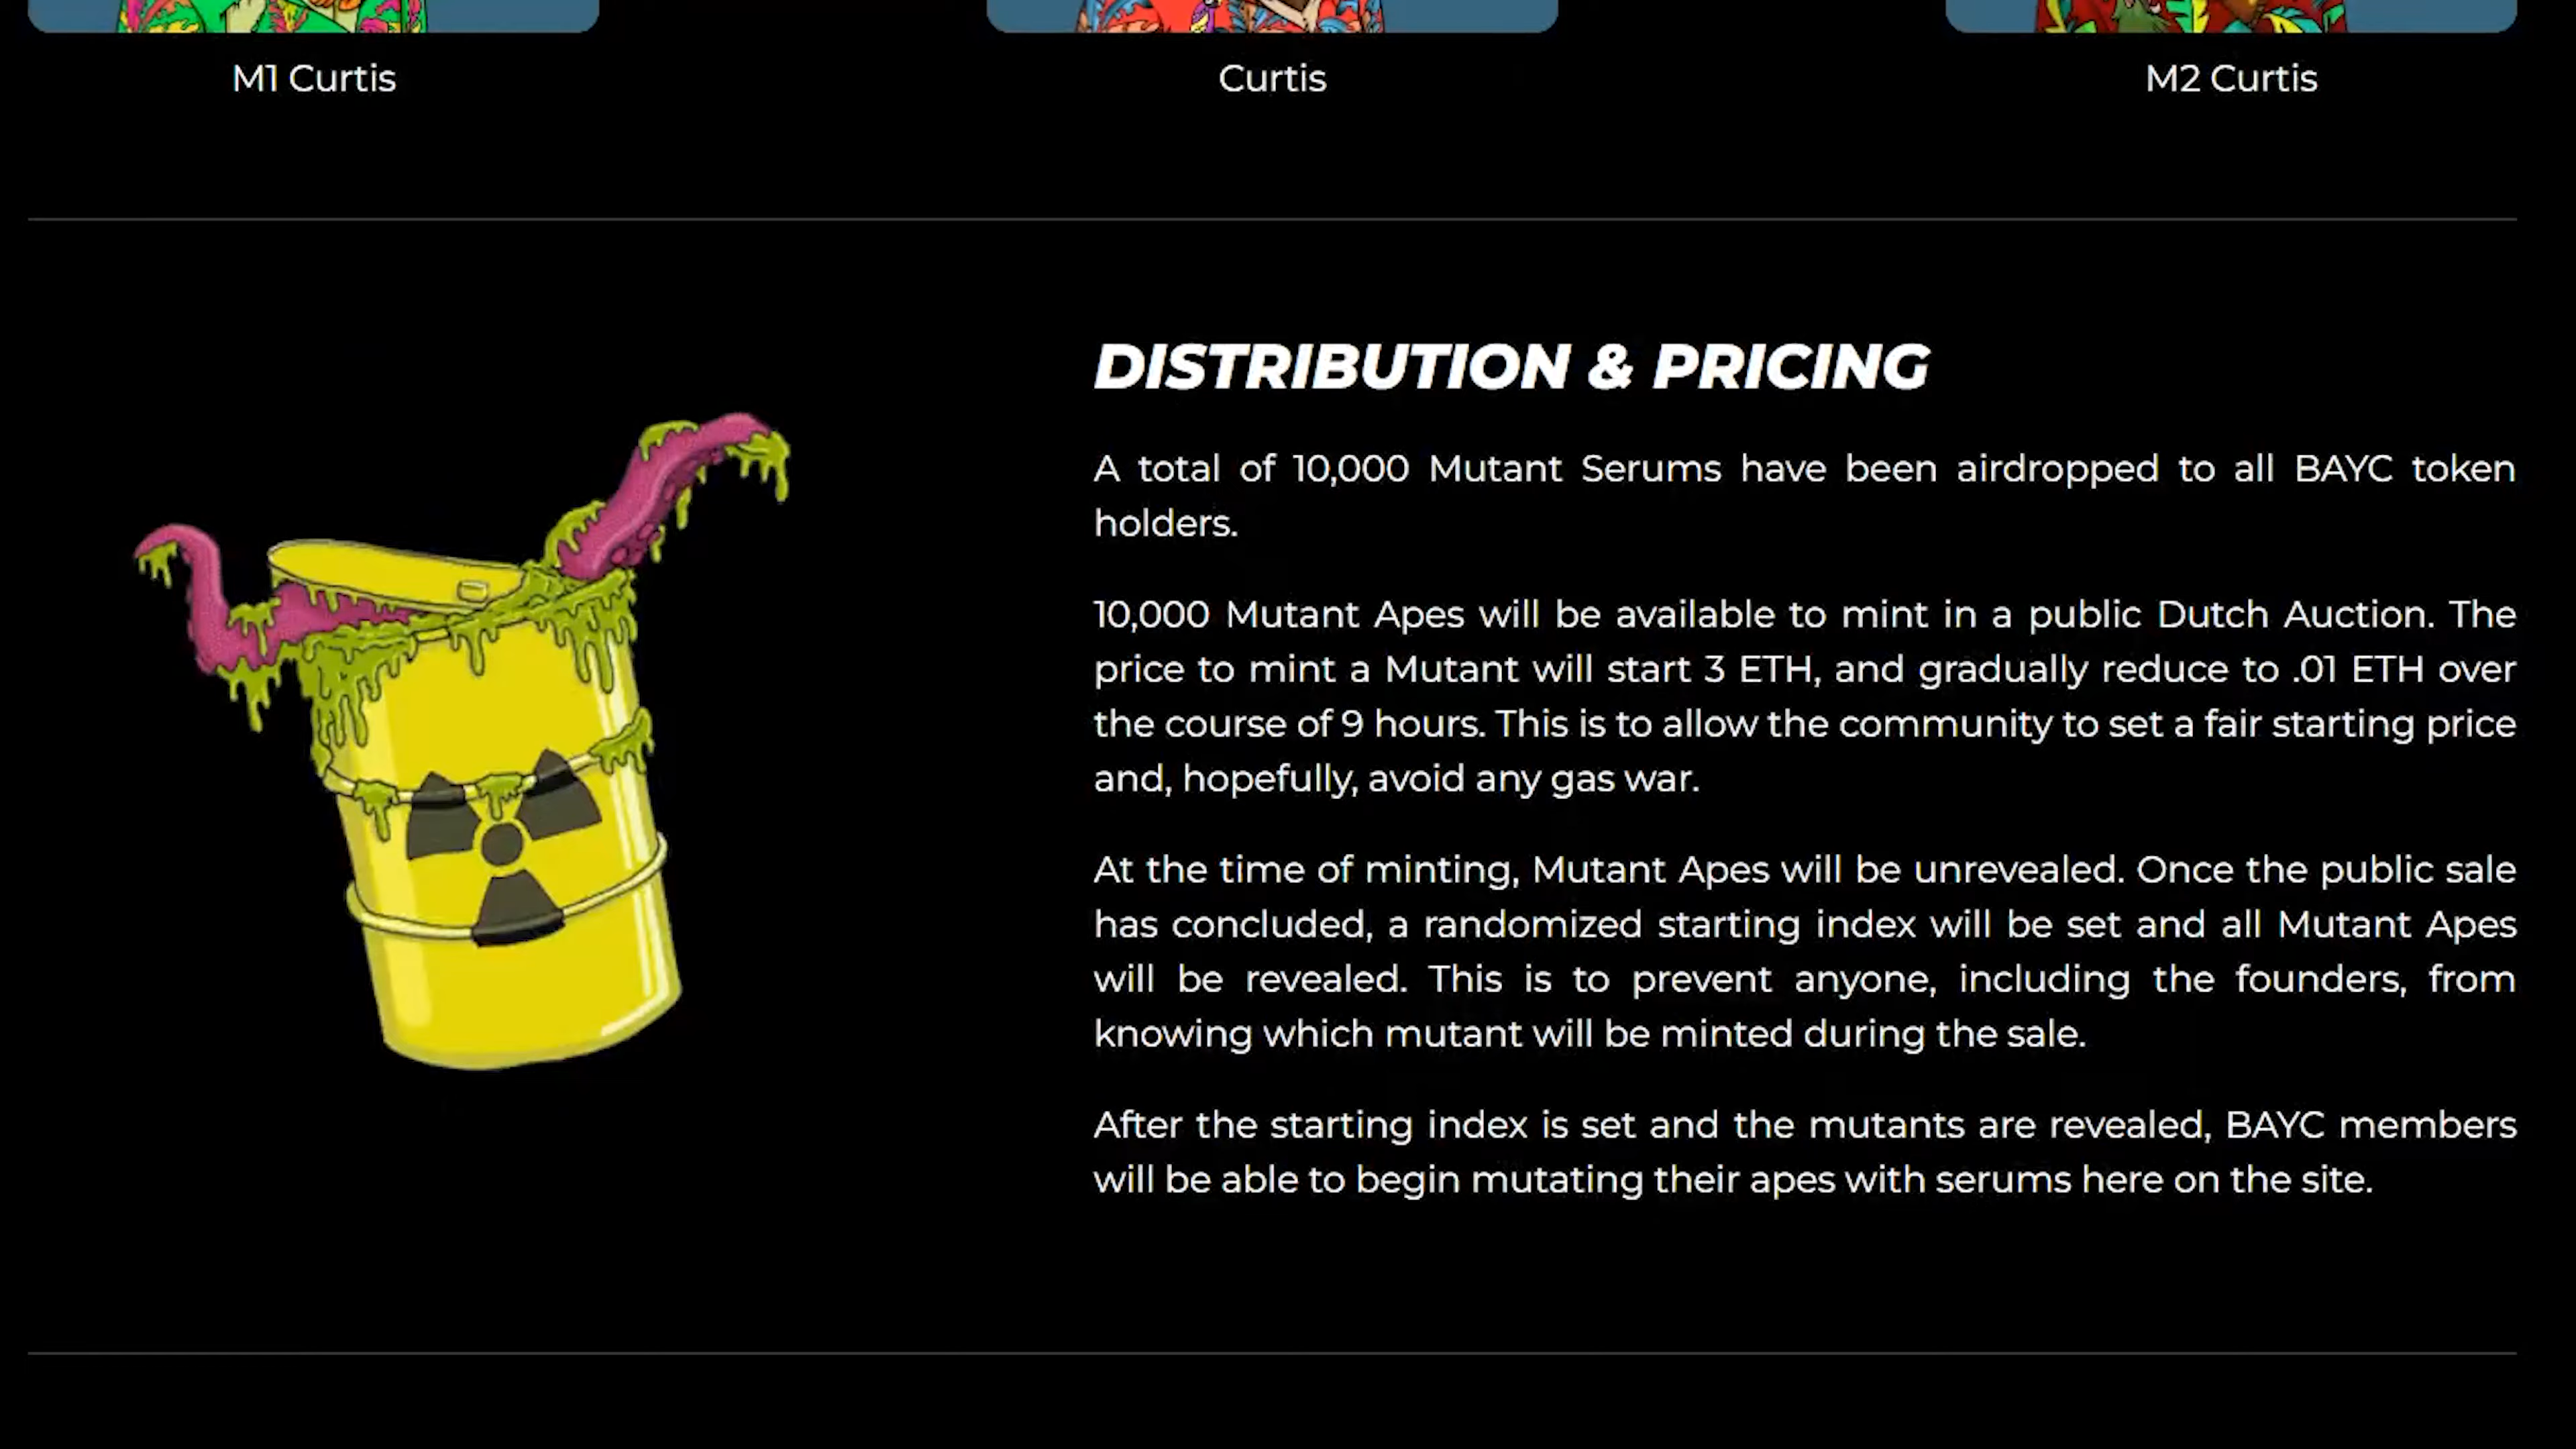 M1 Curtis
Curtis
M2 Curtis
DISTRIBUTION & PRICING
A total of 10,000 Mutant Serums have been airdropped to all BAYC token
holders.
10,000 Mutant Apes will be available to mint in a public Dutch Auction. The
price to mint a Mutant will start 3 ETH, and gradually reduce to .01 ETH over
the course of 9 hours. This is to allow the community to set a fair starting price
and, hopefully, avoid any gas war.
At the time of minting, Mutant Apes will be unrevealed. Once the public sale
has concluded, a randomized starting index will be set and all Mutant Apes
will be revealed. This is to prevent anyone, including the founders, from
knowing which mutant will be minted during the sale.
After the starting index is set and the mutants are revealed, BAYC members
will be able to begin mutating their apes with serums here on the site.